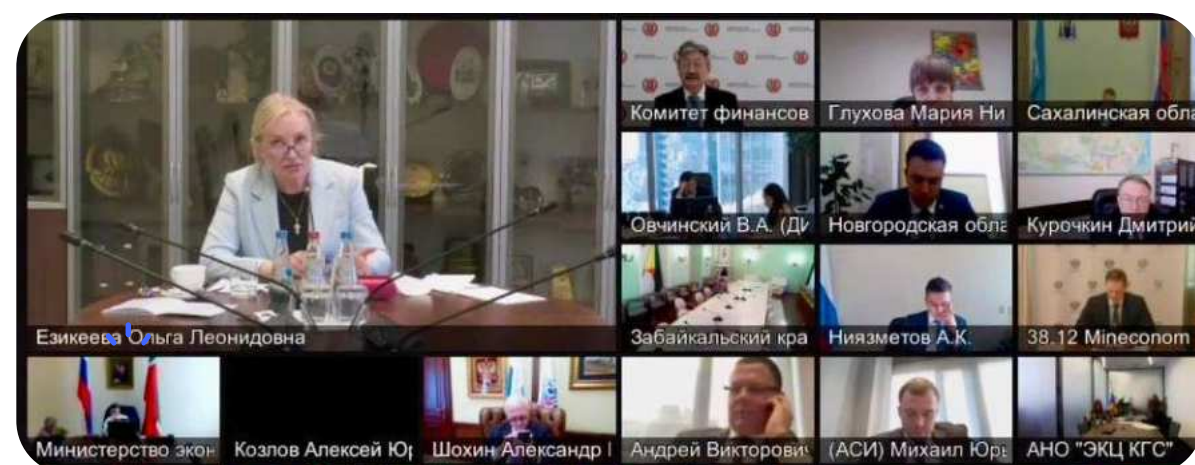 Комитет финансов
Глухова Мария Ни
Сахалинская обла
Овчинский В.А. (Ди
Новгородская обла
Курочкин Дмитрий
Езикеева Ольга Леонидовна
Забайкальский кра
Ниязметов А.К.
38.12 Mineconom
Министерство экон
Козлов Алексей Юр
Шохин Александр
Андрей Викторович
(АСИ) Михаил Юрь
АНО "ЭКЦ КГС"